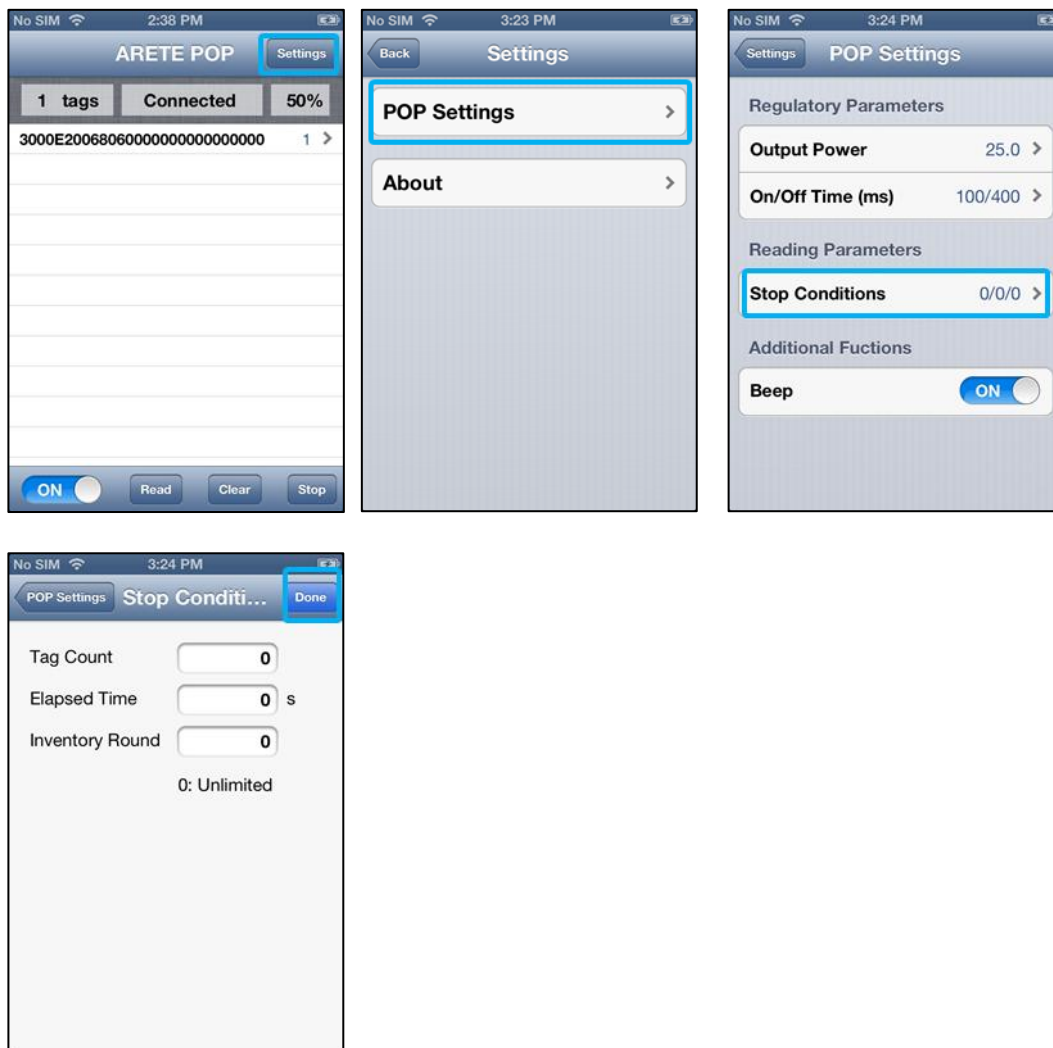 No SIM 2:38 PM
ARETE POP Settings
1 tags Connected 50%
3000E20068060000000000000000 1 >
ON Read Clear Stop
No SIM 3:23 PM
Back Settings
POP Settings >
About >
No SIM 3:24 PM
Settings POP Settings
Regulatory Parameters
Output Power 25.0 >
On/Off Time (ms) 100/400 >
Reading Parameters
Stop Conditions 0/0/0 >
Additional Fuctions
Beep ON
No SIM 3:24 PM
POP Settings Stop Conditi... Done
Tag Count 0
Elapsed Time 0 s
Inventory Round 0
0: Unlimited